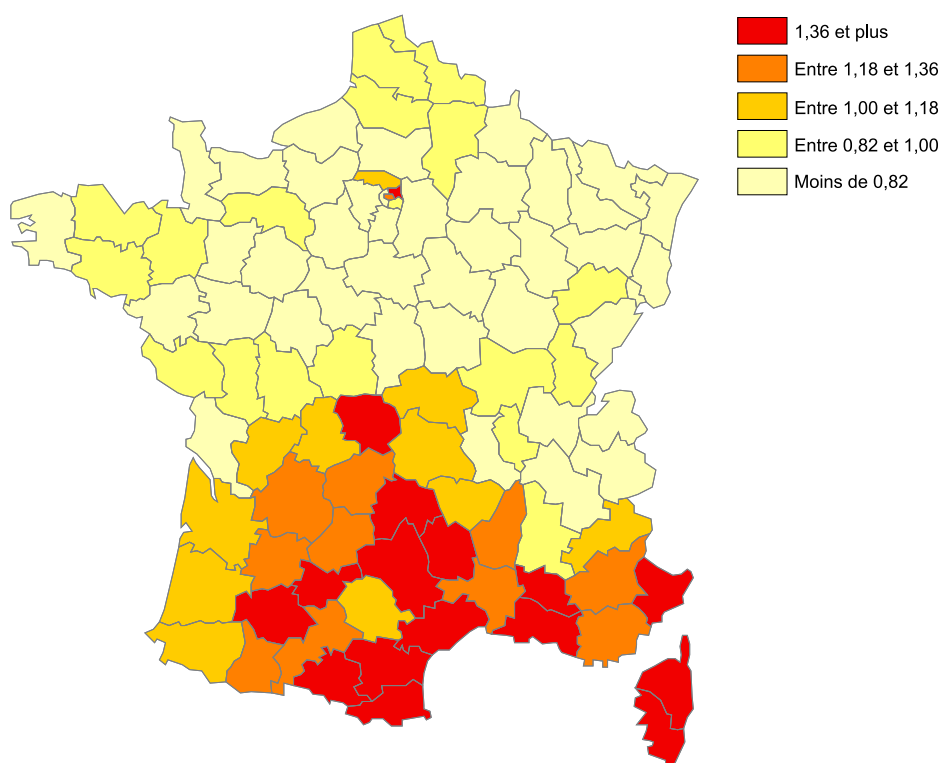 1,36 et plus
Entre 1,18 et 1,36
Entre 1,00 et 1,18
Entre 0,82 et 1,00
Moins de 0,82